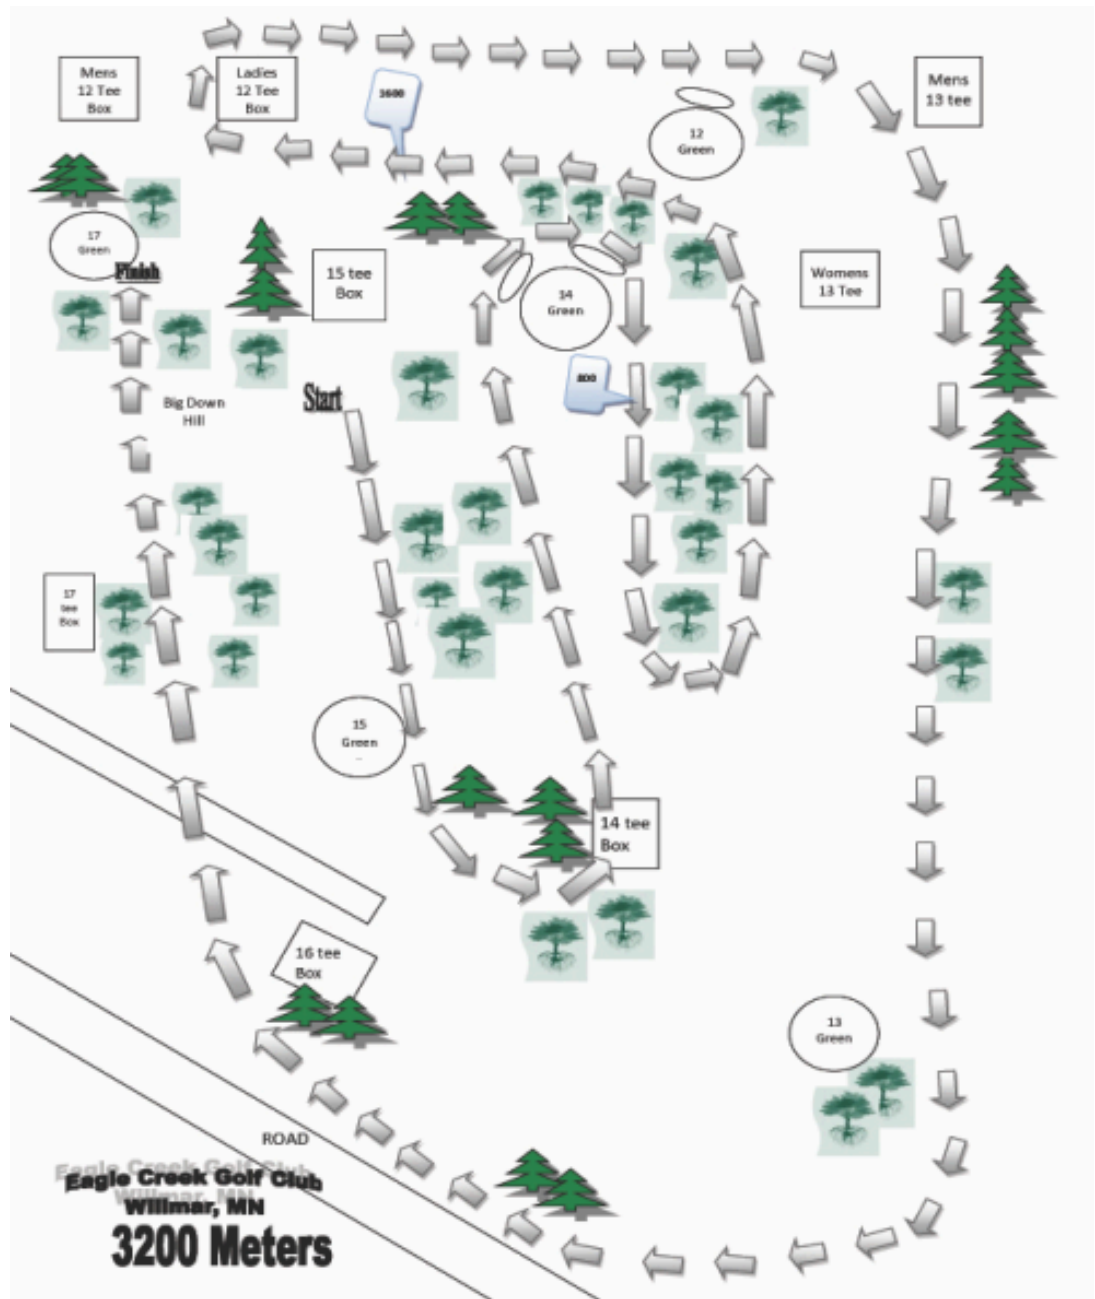 Mens
12 Tee
Box
Ladies
12 Tee
Box
1600
12
Green
Mens
13 tee
17
Green
Finish
15 tee
Box
14
Green
Womens
13 Tee
800
Start
Big Down
Hill
17
tee
Box
15
Green
14 tee
Box
16 tee
Box
13
Green
ROAD
Eagle Creek Golf Club
Willmar, MN
3200 Meters